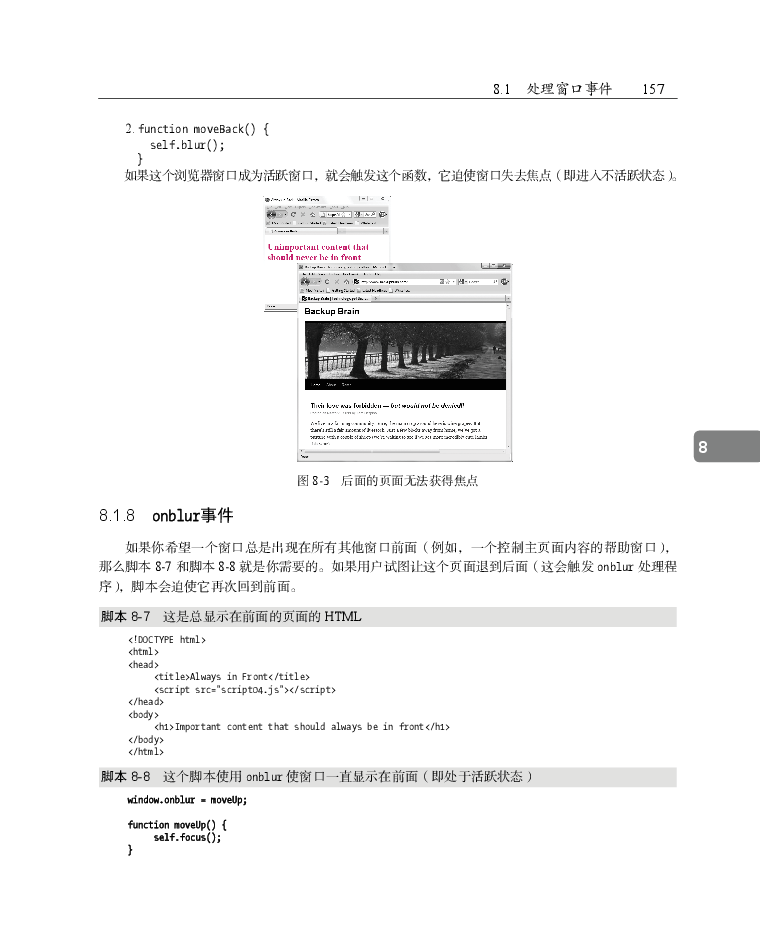 8.1 处理窗口事件 157
2. function moveBack() {
self.blur();
}
如果这个浏览器窗口成为活跃窗口，就会触发这个函数，它迫使窗口失去焦点（即进入不活跃状态）。
Unimportant content that
should never be in front
Backup Brain
Their love was forbidden — but would not be denied!
图 8-3 后面的页面无法获得焦点
8
8.1.8 onblur事件
如果你希望一个窗口总是出现在所有其他窗口前面（例如，一个控制主页面内容的帮助窗口），
那么脚本 8-7 和脚本 8-8 就是你需要的。如果用户试图让这个页面退到后面（这会触发 onblur 处理程
序），脚本会迫使它再次回到前面。
脚本 8-7 这是总显示在前面的页面的 HTML
<!DOCTYPE html>
<html>
<head>
<title>Always in Front</title>
<script src="script04.js"></script>
</head>
<body>
<h1>Important content that should always be in front</h1>
</body>
</html>
脚本 8-8 这个脚本使用 onblur 使窗口一直显示在前面（即处于活跃状态）
window.onblur = moveUp;
function moveUp() {
self.focus();
}